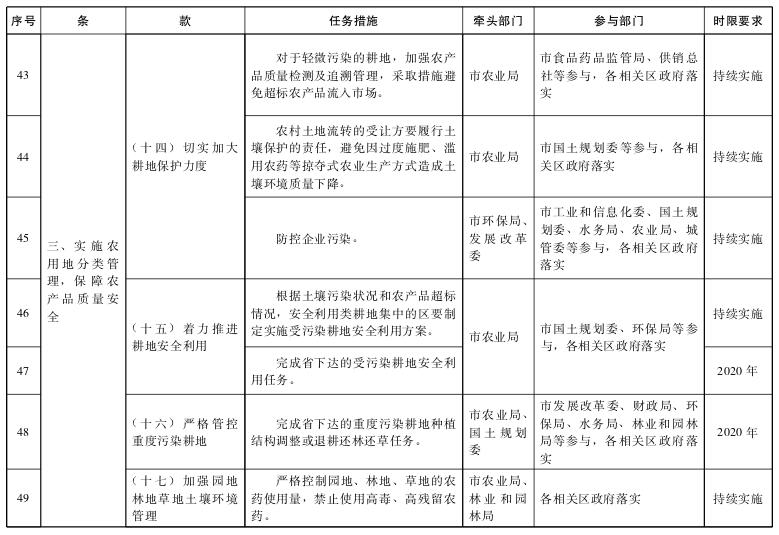 序号 条 款 任务措施 牵头部门 参与部门 时限要求
三、实施农
用地分类管
理，保障农
产品质量安
全
（十四）切实加大
耕地保护力度
43
对于轻微污染的耕地，加强农产
品质量检测及追溯管理，采取措施避
免超标农产品流入市场。
市农业局
市食品药品监管局、供销总
社等参与，各相关区政府落
实
持续实施
44
农村土地流转的受让方要履行土
壤保护的责任，避免因过度施肥、滥
用农药等掠夺式农业生产方式造成土
壤环境质量下降。
市农业局
市国土规划委等参与，各相
关区政府落实
持续实施
45
防控企业污染。
市环保局、
发展改革
委
市工业和信息化委、国土规
划委、水务局、农业局、城
管委等参与，各相关区政府
落实
持续实施
（十五）着力推进
耕地安全利用
46
根据土壤污染状况和农产品超标
情况，安全利用类耕地集中的区要制
定实施受污染耕地安全利用方案。
市农业局
市国土规划委、环保局等参
与，各相关区政府落实
持续实施
47
完成省下达的受污染耕地安全利
用任务。
2020 年
48
（十六）严格管控
重度污染耕地
完成省下达的重度污染耕地种植
结构调整或退耕还林还草任务。
市农业局、
国土规划
委
市发展改革委、财政局、环
保局、水务局、林业和园林
局等参与，各相关区政府落
实
2020 年
49
（十七）加强园地
林地草地土壤环境
管理
严格控制园地、林地、草地的农
药使用量，禁止使用高毒、高残留农
药。
市农业局、
林业和园
林局
各相关区政府落实
持续实施